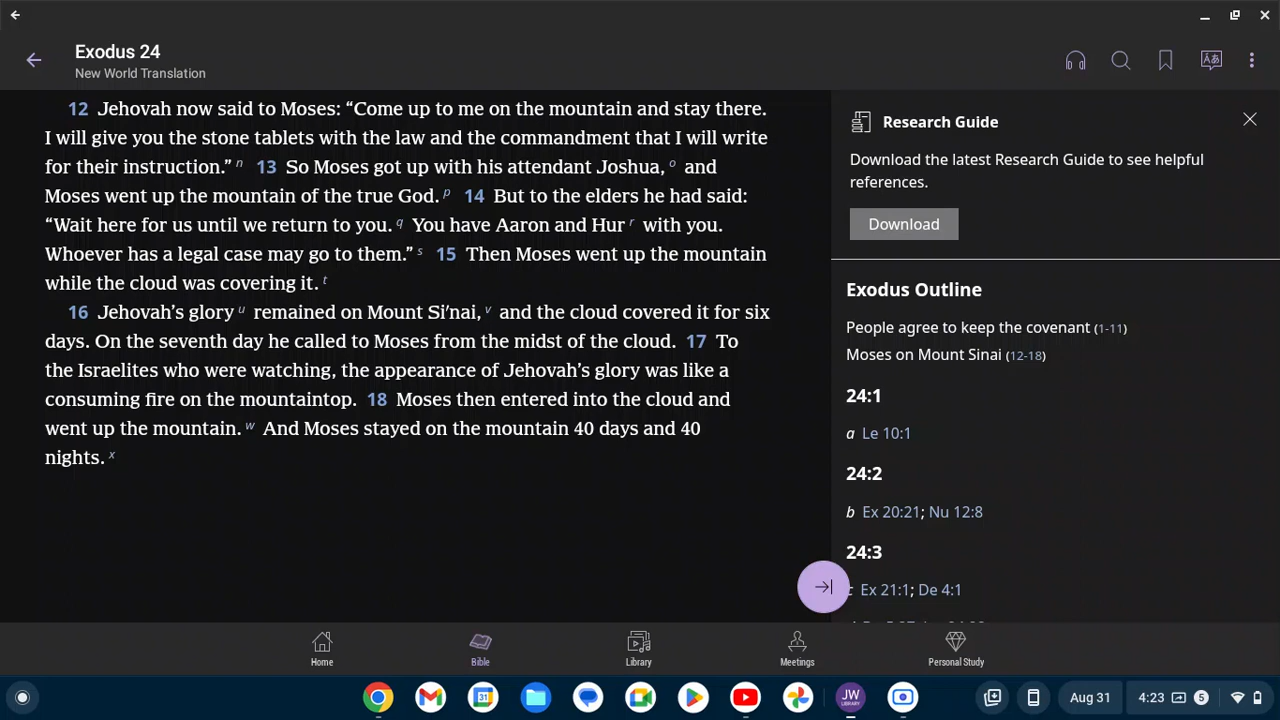 Exodus 24
New World Translation
12 Jehovah now said to Moses: “Come up to me on the mountain and stay there.
I will give you the stone tablets with the law and the commandment that I will write
for their instruction.” n 13 So Moses got up with his attendant Joshua, o and
Moses went up the mountain of the true God. p 14 But to the elders he had said:
“Wait here for us until we return to you. q You have Aaron and Hur r with you.
Whoever has a legal case may go to them.” s 15 Then Moses went up the mountain
while the cloud was covering it. t
16 Jehovah’s glory u remained on Mount Siʹnai, v and the cloud covered it for six
days. On the seventh day he called to Moses from the midst of the cloud. 17 To
the Israelites who were watching, the appearance of Jehovah’s glory was like a
consuming fire on the mountaintop. 18 Moses then entered into the cloud and
went up the mountain. w And Moses stayed on the mountain 40 days and 40
nights. x
Research Guide
Download the latest Research Guide to see helpful
references.
Download
Exodus Outline
People agree to keep the covenant (1-11)
Moses on Mount Sinai (12-18)
24:1
a Le 10:1
24:2
b Ex 20:21; Nu 12:8
24:3
c Ex 21:1; De 4:1
Home
Bible
Library
Meetings
Personal Study
31
JW
LIBRARY
Aug 31
4:23
5